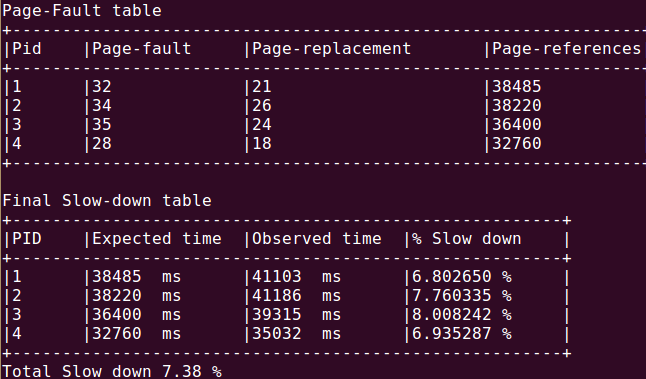 Page-Fault table
+---------------------------------------------------------------
|Pid    |Page-fault     |Page-replacement       |Page-references
+---------------------------------------------------------------
|1      |32             |21                     |38485
|2      |34             |26                     |38220
|3      |35             |24                     |36400
|4      |28             |18                     |32760
+---------------------------------------------------------------
Final Slow-down table
+-------------------------------------------------------+
|PID    |Expected time  |Observed time  |% Slow down    |
+-------------------------------------------------------+
|1      |38485  ms      |41103  ms      |6.802650 %     |
|2      |38220  ms      |41186  ms      |7.760335 %     |
|3      |36400  ms      |39315  ms      |8.008242 %     |
|4      |32760  ms      |35032  ms      |6.935287 %     |
+-------------------------------------------------------+
Total Slow down 7.38 %